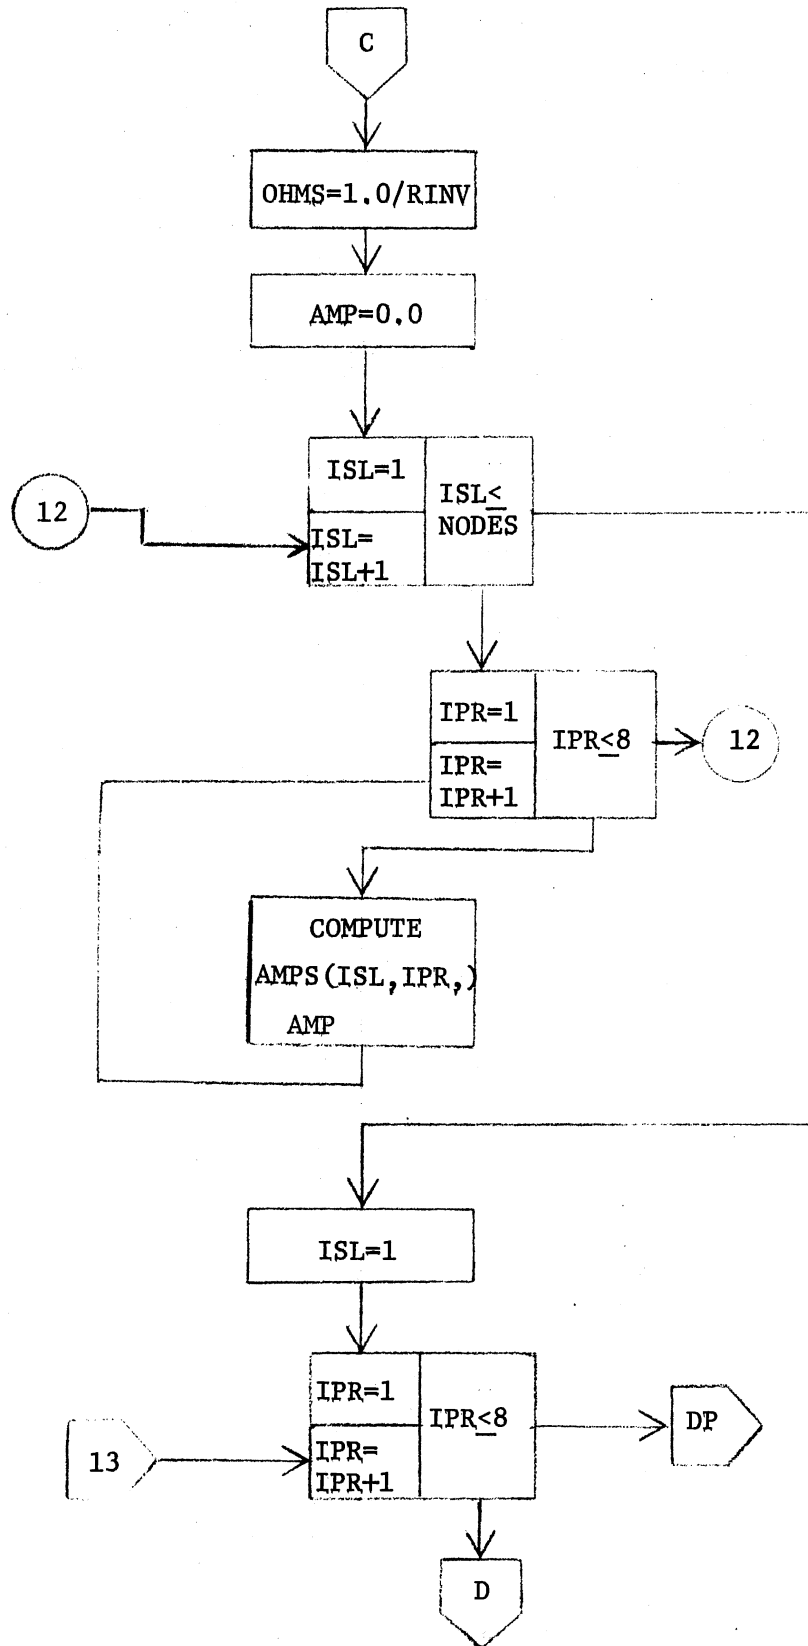 C
OHMS=1.0/RINV
AMP=0.0
ISL=1
ISL≤
NODES
12
ISL=
ISL+1
IPR=1
IPR≤8
12
IPR=
IPR+1
COMPUTE
AMPS(ISL,IPR,)
AMP
ISL=1
IPR=1
IPR≤8
DP
13
IPR=
IPR+1
D